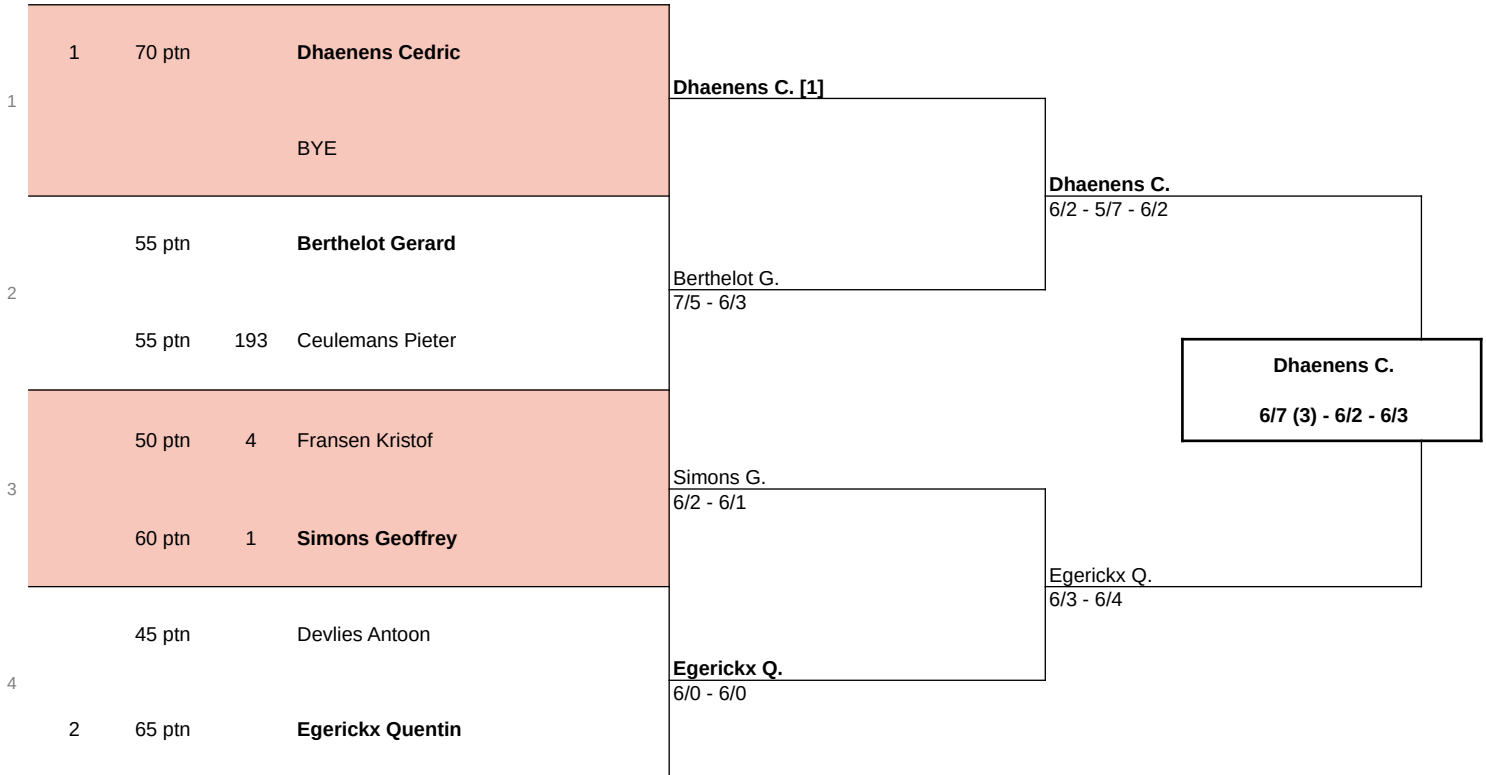 1 70 ptn Dhaenens Cedric
Dhaenens C. [1]
1
BYE
Dhaenens C.
6/2 - 5/7 - 6/2
55 ptn Berthelot Gerard
Berthelot G.
2
7/5 - 6/3
55 ptn 193 Ceulemans Pieter
Dhaenens C.
6/7 (3) - 6/2 - 6/3
50 ptn 4 Fransen Kristof
Simons G.
3
6/2 - 6/1
60 ptn 1 Simons Geoffrey
Egerickx Q.
6/3 - 6/4
45 ptn Devlies Antoon
Egerickx Q.
4
6/0 - 6/0
2 65 ptn Egerickx Quentin